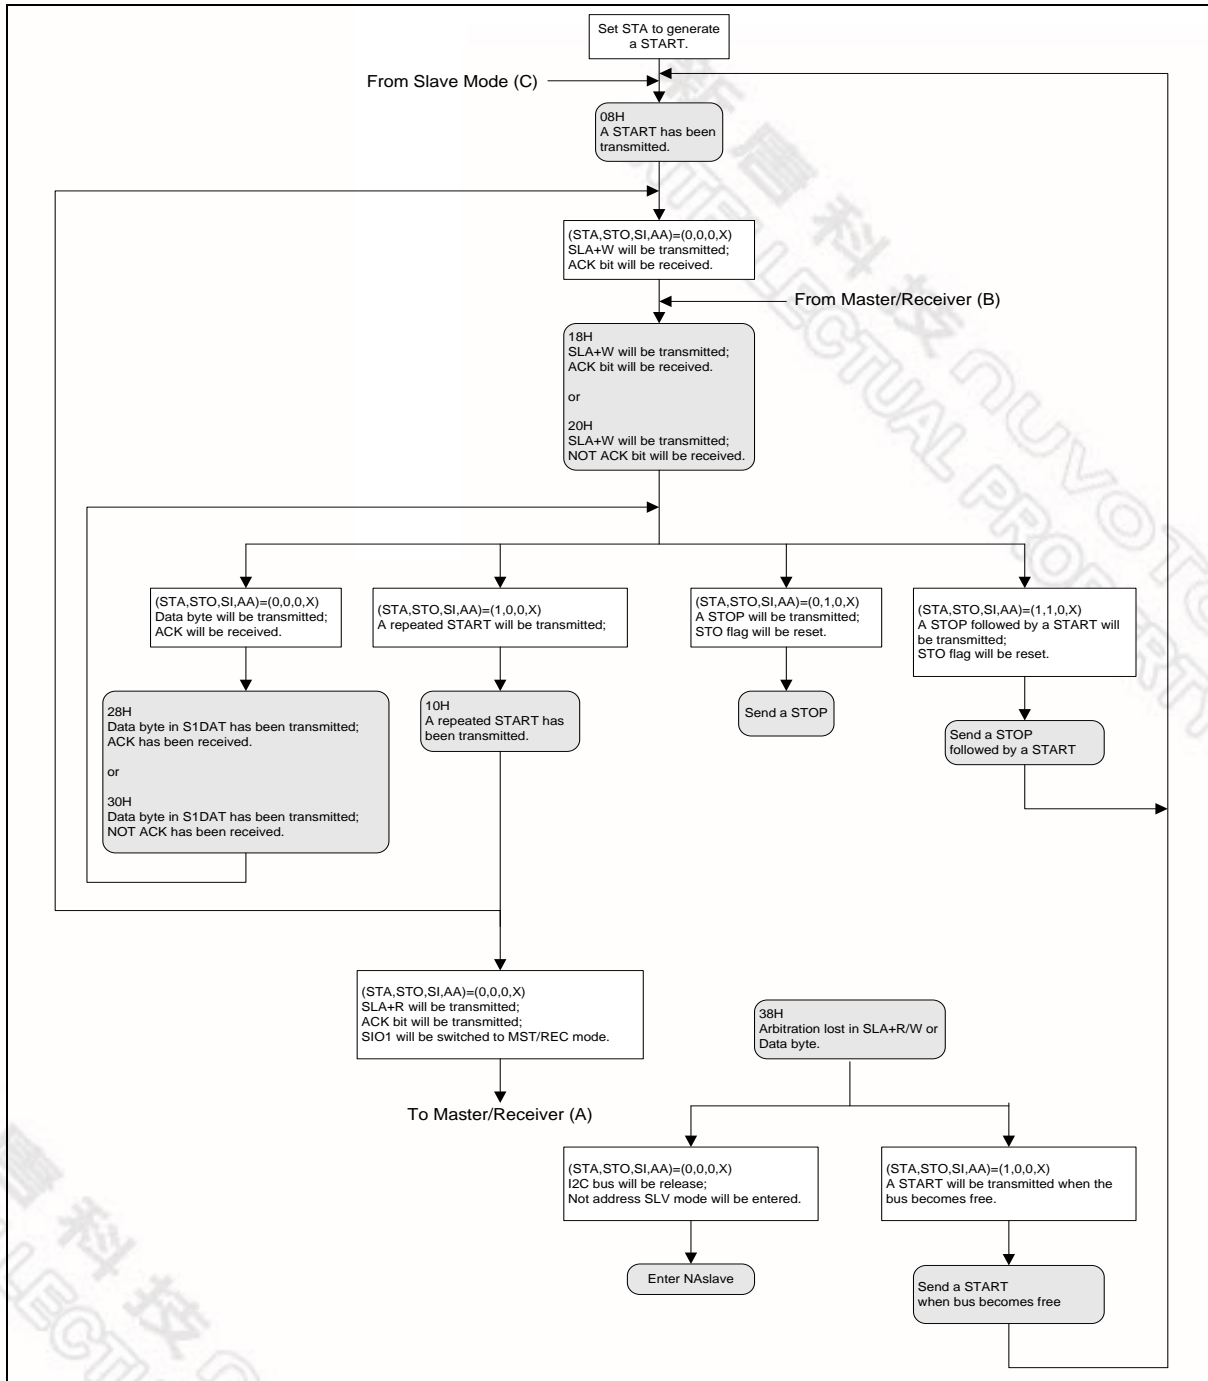 Set STA to generate
a START.
From Slave Mode (C)
08H
A START has been
transmitted.
(STA,STO,SI,AA)=(0,0,0,X)
SLA+W will be transmitted;
ACK bit will be received.
From Master/Receiver (B)
18H
SLA+W will be transmitted;
ACK bit will be received.
or
20H
SLA+W will be transmitted;
NOT ACK bit will be received.
(STA,STO,SI,AA)=(0,0,0,X)
Data byte will be transmitted;
ACK will be received.
(STA,STO,SI,AA)=(1,0,0,X)
A repeated START will be transmitted;
(STA,STO,SI,AA)=(0,1,0,X)
A STOP will be transmitted;
STO flag will be reset.
(STA,STO,SI,AA)=(1,1,0,X)
A STOP followed by a START will
be transmitted;
STO flag will be reset.
28H
Data byte in S1DAT has been transmitted;
ACK has been received.
or
30H
Data byte in S1DAT has been transmitted;
NOT ACK has been received.
10H
A repeated START has
been transmitted.
Send a STOP
Send a STOP
followed by a START
(STA,STO,SI,AA)=(0,0,0,X)
SLA+R will be transmitted;
ACK bit will be transmitted;
SIO1 will be switched to MST/REC mode.
To Master/Receiver (A)
38H
Arbitration lost in SLA+R/W or
Data byte.
(STA,STO,SI,AA)=(0,0,0,X)
I2C bus will be release;
Not address SLV mode will be entered.
(STA,STO,SI,AA)=(1,0,0,X)
A START will be transmitted when the
bus becomes free.
Enter NAslave
Send a START
when bus becomes free
新唐科技 nuvoTo
INTELLECTUAL PROPERTY
唐科技 n
LLECTU